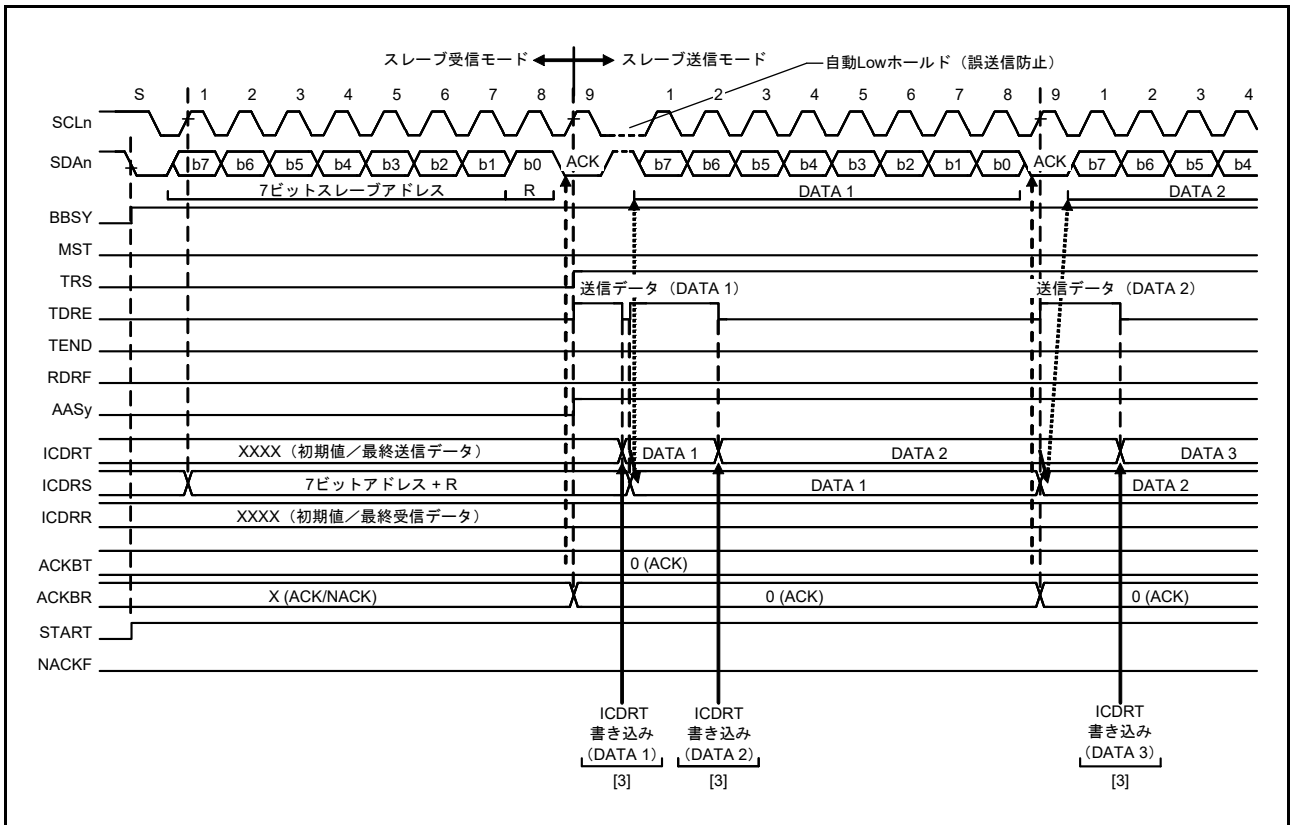 スレーブ受信モード スレーブ送信モード
自動Lowホールド（誤送信防止）
S 1 2 3 4 5 6 7 8 9 1 2 3 4 5 6 7 8 9 1 2 3 4
SCLn
SDAn b7 b6 b5 b4 b3 b2 b1 b0 ACK b7 b6 b5 b4 b3 b2 b1 b0 ACK b7 b6 b5 b4
7ビットスレーブアドレス R DATA 1 DATA 2
BBSY
MST
TRS
送信データ（DATA 1） 送信データ（DATA 2）
TDRE
TEND
RDRF
AASy
ICDRT XXXX（初期値／最終送信データ） DATA 1 DATA 2 DATA 3
ICDRS 7ビットアドレス + R DATA 1 DATA 2
ICDRR XXXX（初期値／最終受信データ）
ACKBT 0 (ACK)
ACKBR X (ACK/NACK) 0 (ACK) 0 (ACK)
START
NACKF
ICDRT ICDRT ICDRT
書き込み 書き込み 書き込み
（DATA 1） （DATA 2） （DATA 3）
[3] [3] [3]